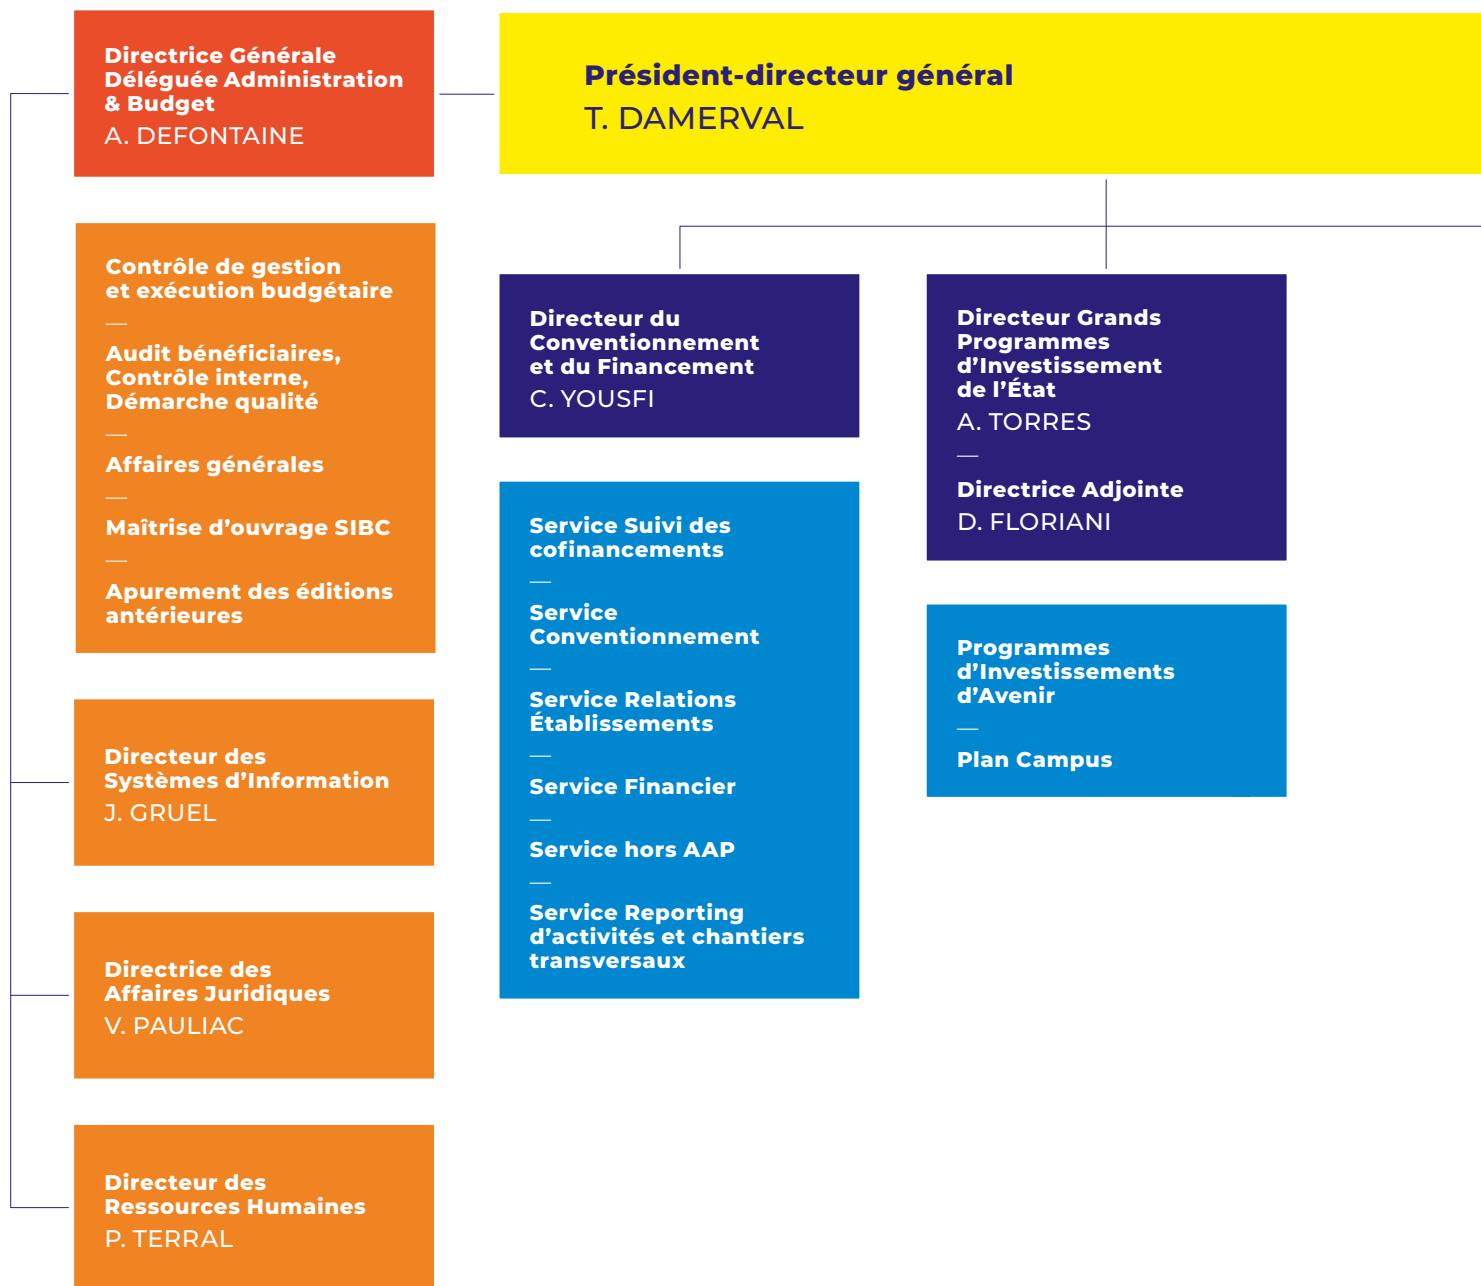 Directrice Générale
Déléguée Administration
& Budget
A. DEFONTAINE
Président-directeur général
T. DAMERVAL
Contrôle de gestion
et exécution budgétaire
—
Audit bénéficiaires,
Contrôle interne,
Démarche qualité
—
Affaires générales
—
Maîtrise d’ouvrage SIBC
—
Apurement des éditions
antérieures
Directeur des
Systèmes d’Information
J. GRUEL
Directrice des
Affaires Juridiques
V. PAULIAC
Directeur des
Ressources Humaines
P. TERRAL
Directeur du
Conventionnement
et du Financement
C. YOUSFI
Service Suivi des
cofinancements
—
Service
Conventionnement
—
Service Relations
Établissements
—
Service Financier
—
Service hors AAP
—
Service Reporting
d’activités et chantiers
transversaux
Directeur Grands
Programmes
d’Investissement
de l’État
A. TORRES
—
Directrice Adjointe
D. FLORIANI
Programmes
d’Investissements
d’Avenir
—
Plan Campus